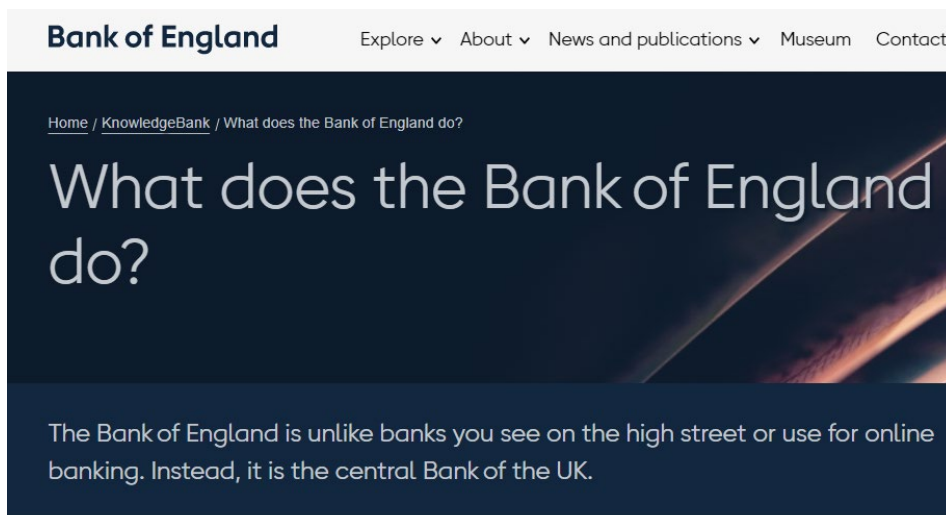 Bank of England
Explore About News and publications Museum Contact
Home / KnowledgeBank / What does the Bank of England do?
What does the Bank of England
do?
The Bank of England is unlike banks you see on the high street or use for online
banking. Instead, it is the central Bank of the UK.